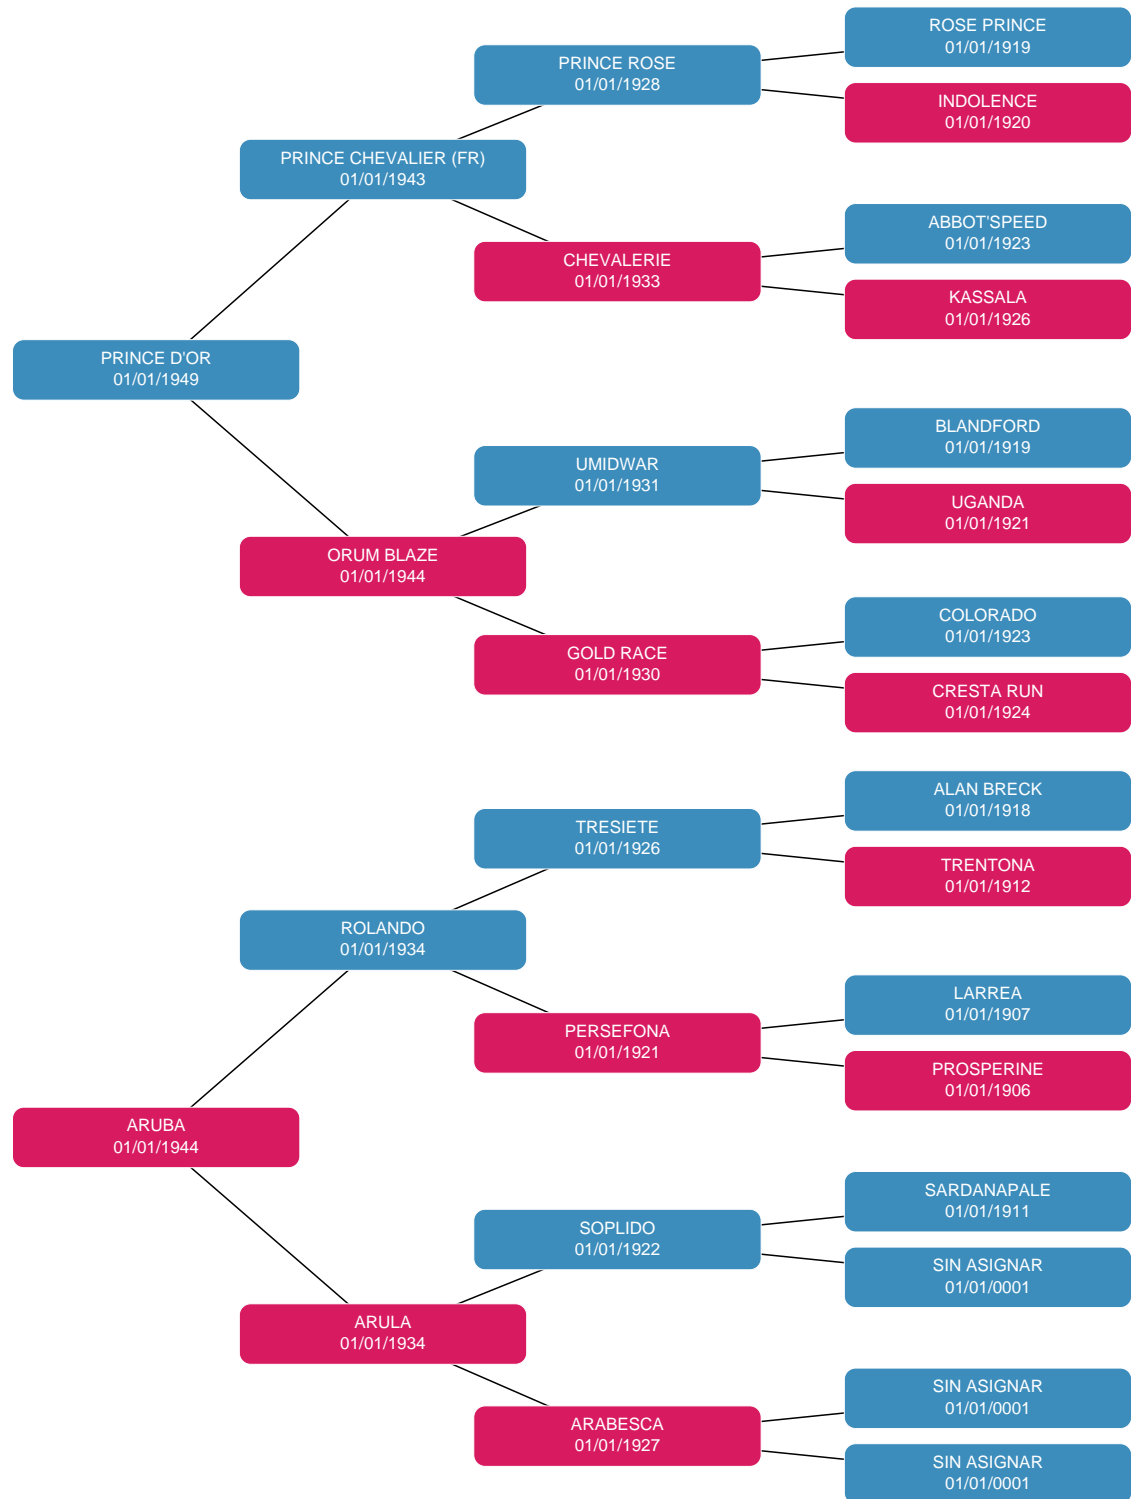 ROSE PRINCE
01/01/1919
PRINCE ROSE
01/01/1928
INDOLENCE
01/01/1920
PRINCE CHEVALIER (FR)
01/01/1943
ABBOT'SPEED
01/01/1923
CHEVALERIE
01/01/1933
KASSALA
01/01/1926
PRINCE D'OR
01/01/1949
BLANDFORD
01/01/1919
UMIDWAR
01/01/1931
UGANDA
01/01/1921
ORUM BLAZE
01/01/1944
COLORADO
01/01/1923
GOLD RACE
01/01/1930
CRESTA RUN
01/01/1924
ALAN BRECK
01/01/1918
TRESIETE
01/01/1926
TRENTONA
01/01/1912
ROLANDO
01/01/1934
LARREA
01/01/1907
PERSEFONA
01/01/1921
PROSPERINE
01/01/1906
ARUBA
01/01/1944
SARDANAPALE
01/01/1911
SOPLIDO
01/01/1922
SIN ASIGNAR
01/01/0001
ARULA
01/01/1934
SIN ASIGNAR
01/01/0001
ARABESCA
01/01/1927
SIN ASIGNAR
01/01/0001